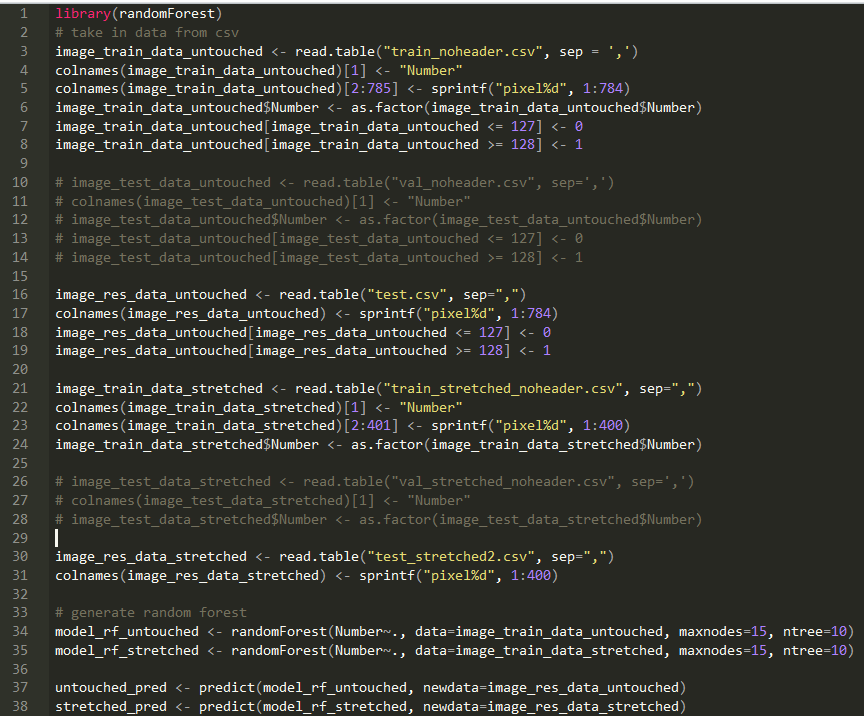 1 library(randomForest)
2 # take in data from csv
3 image_train_data_untouched <- read.table("train_noheader.csv", sep = ',')
4 colnames(image_train_data_untouched)[1] <- "Number"
5 colnames(image_train_data_untouched)[2:785] <- sprintf("pixel%d", 1:784)
6 image_train_data_untouched$Number <- as.factor(image_train_data_untouched$Number)
7 image_train_data_untouched[image_train_data_untouched <= 127] <- 0
8 image_train_data_untouched[image_train_data_untouched >= 128] <- 1
9
10 # image_test_data_untouched <- read.table("val_noheader.csv", sep=',')
11 # colnames(image_test_data_untouched)[1] <- "Number"
12 # image_test_data_untouched$Number <- as.factor(image_test_data_untouched$Number)
13 # image_test_data_untouched[image_test_data_untouched <= 127] <- 0
14 # image_test_data_untouched[image_test_data_untouched >= 128] <- 1
15
16 image_res_data_untouched <- read.table("test.csv", sep=",")
17 colnames(image_res_data_untouched) <- sprintf("pixel%d", 1:784)
18 image_res_data_untouched[image_res_data_untouched <= 127] <- 0
19 image_res_data_untouched[image_res_data_untouched >= 128] <- 1
20
21 image_train_data_stretched <- read.table("train_stretched_noheader.csv", sep=",")
22 colnames(image_train_data_stretched)[1] <- "Number"
23 colnames(image_train_data_stretched)[2:401] <- sprintf("pixel%d", 1:400)
24 image_train_data_stretched$Number <- as.factor(image_train_data_stretched$Number)
25
26 # image_test_data_stretched <- read.table("val_stretched_noheader.csv", sep=',')
27 # colnames(image_test_data_stretched)[1] <- "Number"
28 # image_test_data_stretched$Number <- as.factor(image_test_data_stretched$Number)
29
30 image_res_data_stretched <- read.table("test_stretched2.csv", sep=",")
31 colnames(image_res_data_stretched) <- sprintf("pixel%d", 1:400)
32
33 # generate random forest
34 model_rf_untouched <- randomForest(Number~., data=image_train_data_untouched, maxnodes=15, ntree=10)
35 model_rf_stretched <- randomForest(Number~., data=image_train_data_stretched, maxnodes=15, ntree=10)
36
37 untouched_pred <- predict(model_rf_untouched, newdata=image_res_data_untouched)
38 stretched_pred <- predict(model_rf_stretched, newdata=image_res_data_stretched)